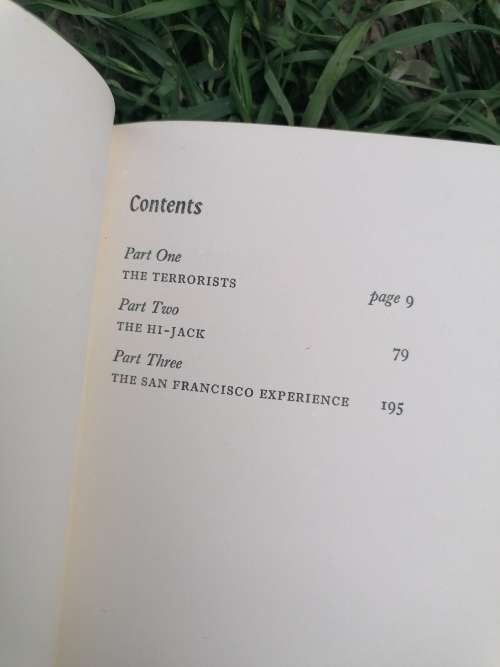 Contents
Part One
THE TERRORISTS page 9
Part Two
THE HI-JACK 79
Part Three
THE SAN FRANCISCO EXPERIENCE 195